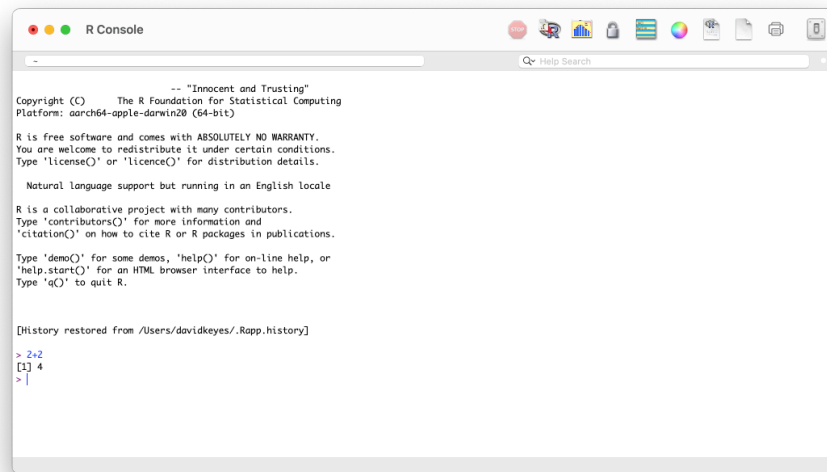 R Console
STOP
Help Search
-- "Innocent and Trusting"
Copyright (C) The R Foundation for Statistical Computing
Platform: aarch64-apple-darwin20 (64-bit)
R is free software and comes with ABSOLUTELY NO WARRANTY.
You are welcome to redistribute it under certain conditions.
Type 'license()' or 'licence()' for distribution details.
Natural language support but running in an English locale
R is a collaborative project with many contributors.
Type 'contributors()' for more information and
'citation()' on how to cite R or R packages in publications.
Type 'demo()' for some demos, 'help()' for on-line help, or
'help.start()' for an HTML browser interface to help.
Type 'q()' to quit R.
[History restored from /Users/davidkeyes/.Rapp.history]
> 2+2
[1] 4
>